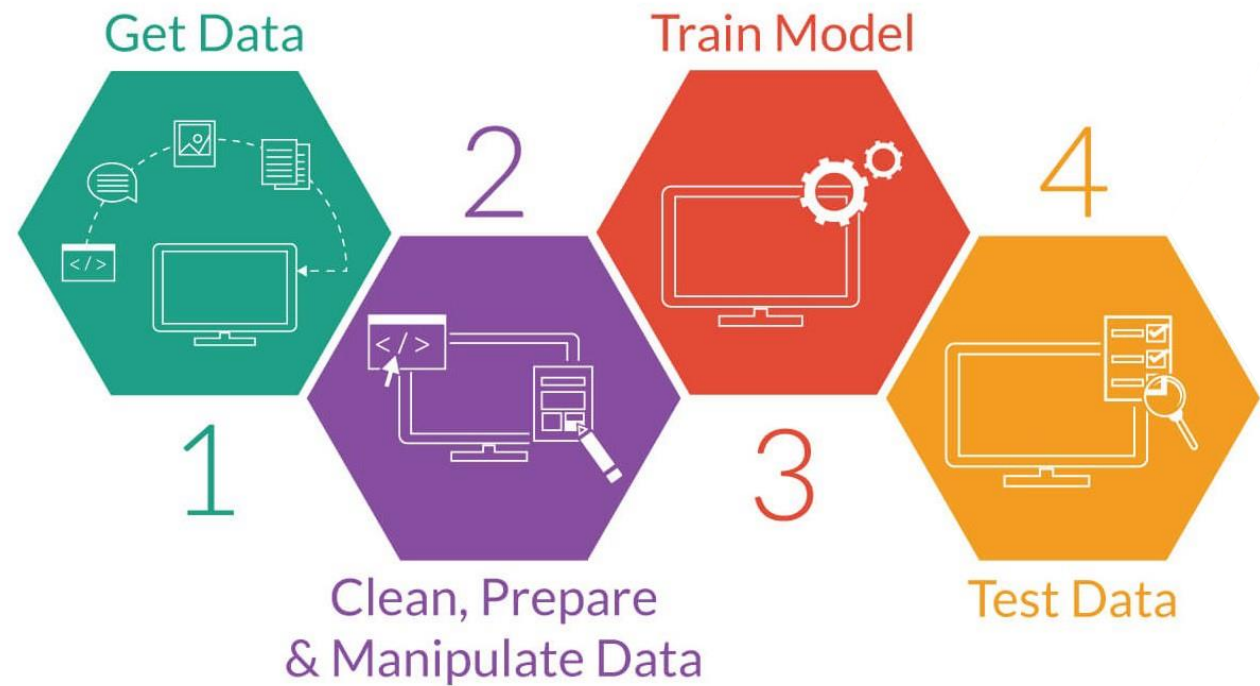 Get Data
1
</>
2
</>
Clean, Prepare
& Manipulate Data
Train Model
3
4
Test Data